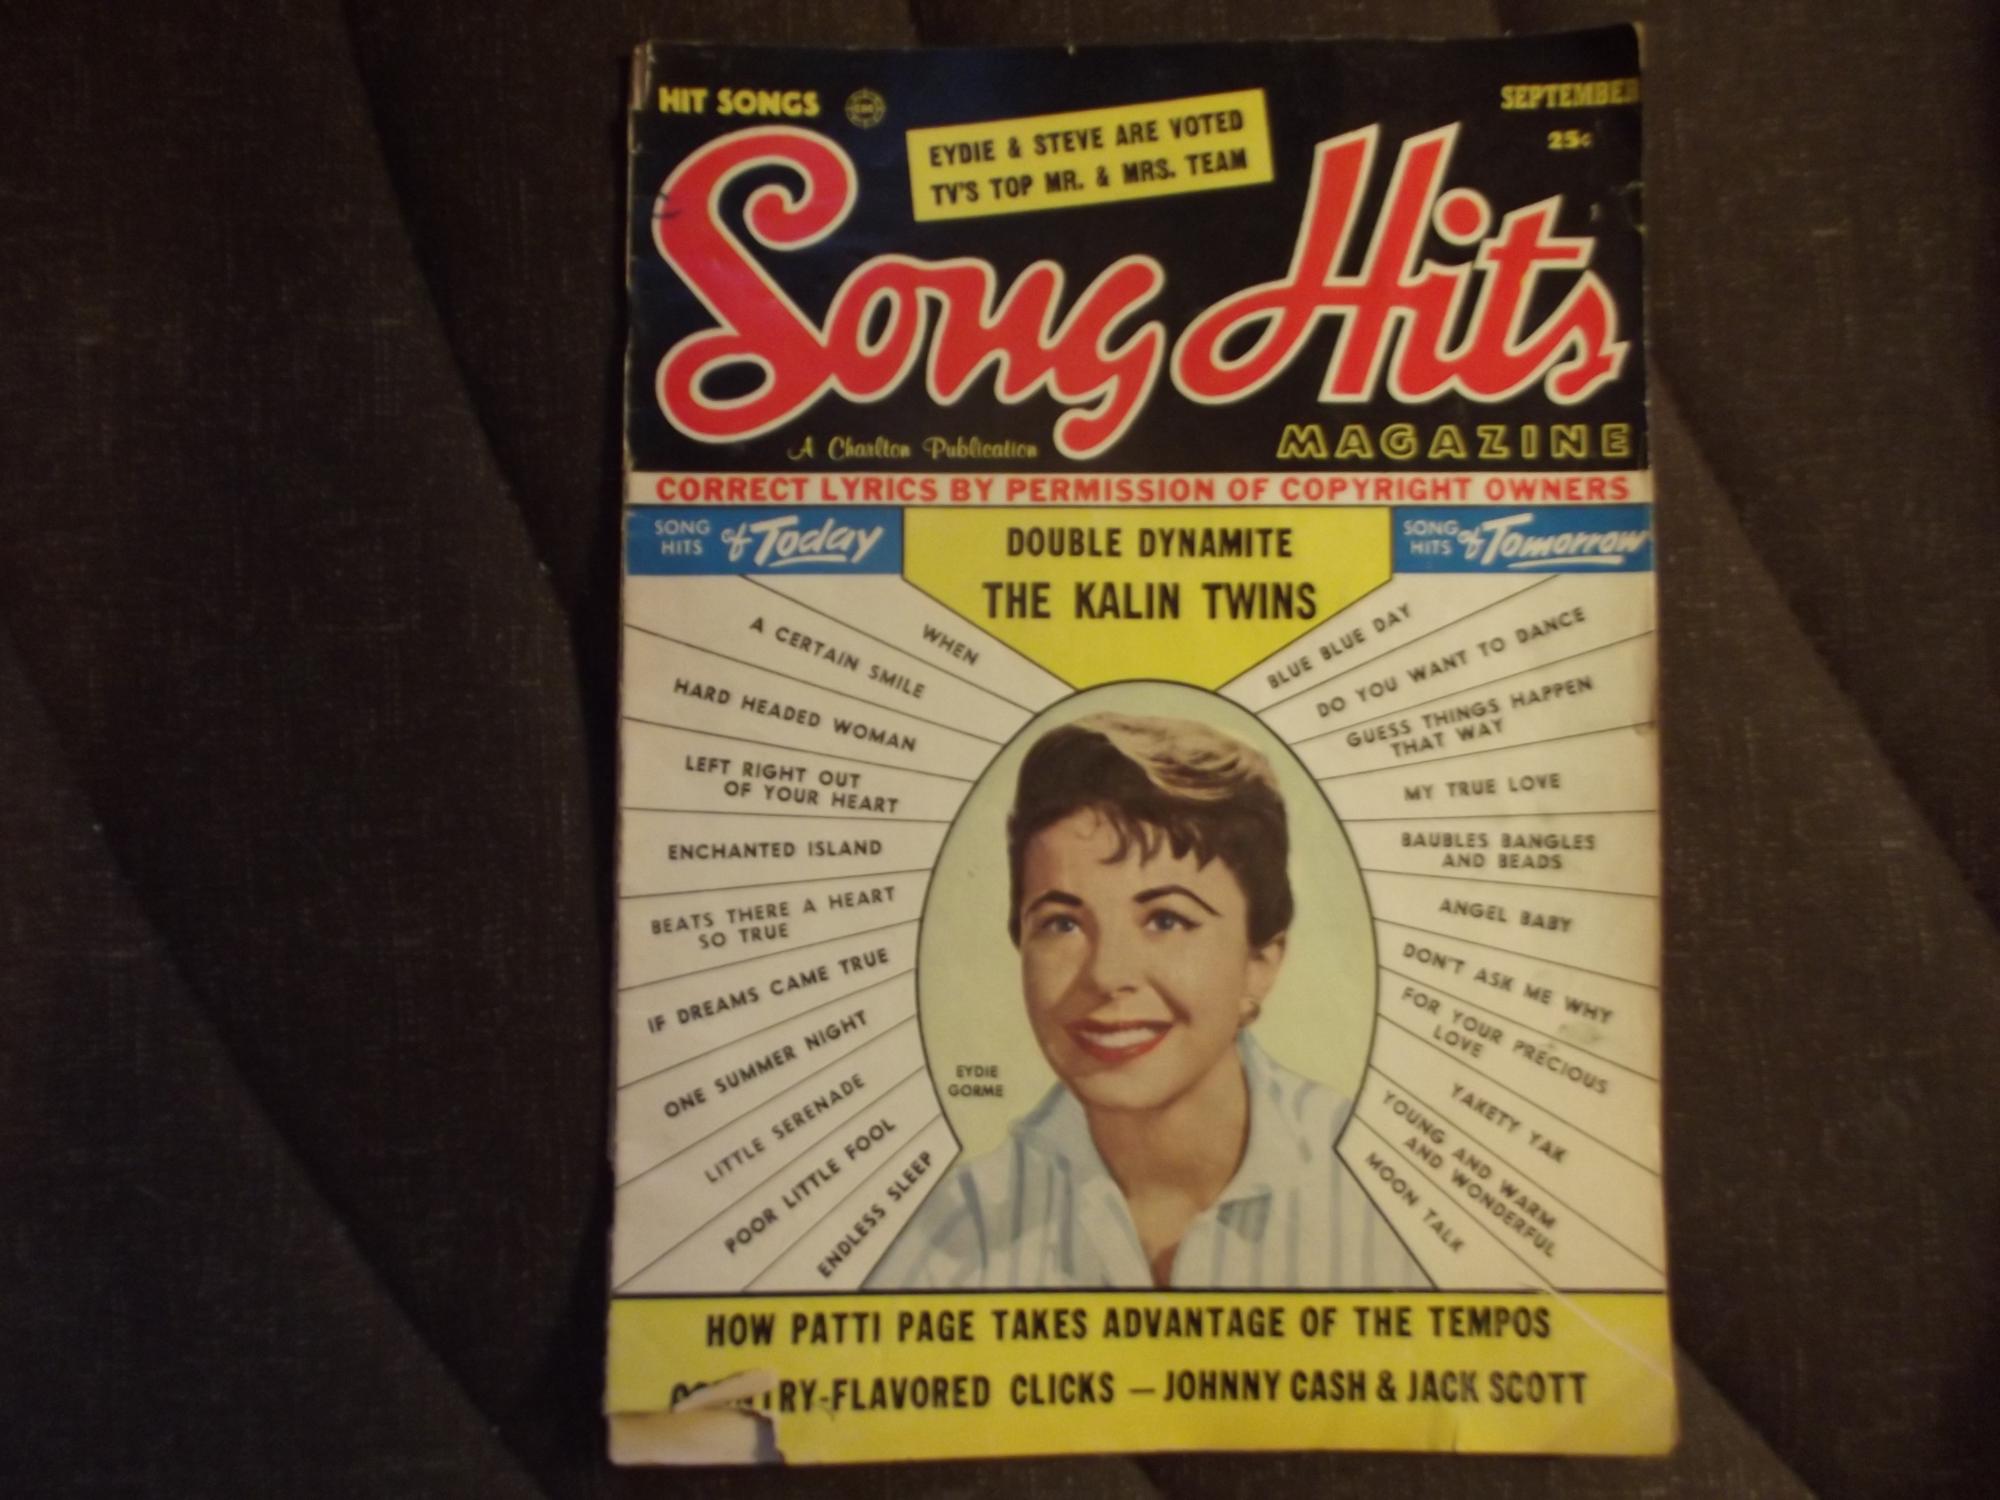 HIT SONGS
SEPTEMBER
25¢
EYDIE & STEVE ARE VOTED
TV'S TOP MR. & MRS. TEAM
Song Hits
A Charlton Publication
MAGAZINE
CORRECT LYRICS BY PERMISSION OF COPYRIGHT OWNERS
SONG HITS of Today
DOUBLE DYNAMITE
THE KALIN TWINS
SONG HITS of Tomorrow
WHEN
A CERTAIN SMILE
HARD HEADED WOMAN
LEFT RIGHT OUT
OF YOUR HEART
ENCHANTED ISLAND
BEATS THERE A HEART
SO TRUE
IF DREAMS CAME TRUE
ONE SUMMER NIGHT
LITTLE SERENADE
POOR LITTLE FOOL
ENDLESS SLEEP
BLUE BLUE DAY
DO YOU WANT TO DANCE
GUESS THINGS HAPPEN
THAT WAY
MY TRUE LOVE
BAUBLES BANGLES
AND BEADS
ANGEL BABY
DON'T ASK ME WHY
FOR YOUR PRECIOUS
LOVE
YAKETY YAK
YOUNG AND WARM
AND WONDERFUL
MOON TALK
EYDIE
GORME
HOW PATTI PAGE TAKES ADVANTAGE OF THE TEMPOS
COUNTRY-FLAVORED CLICKS — JOHNNY CASH & JACK SCOTT